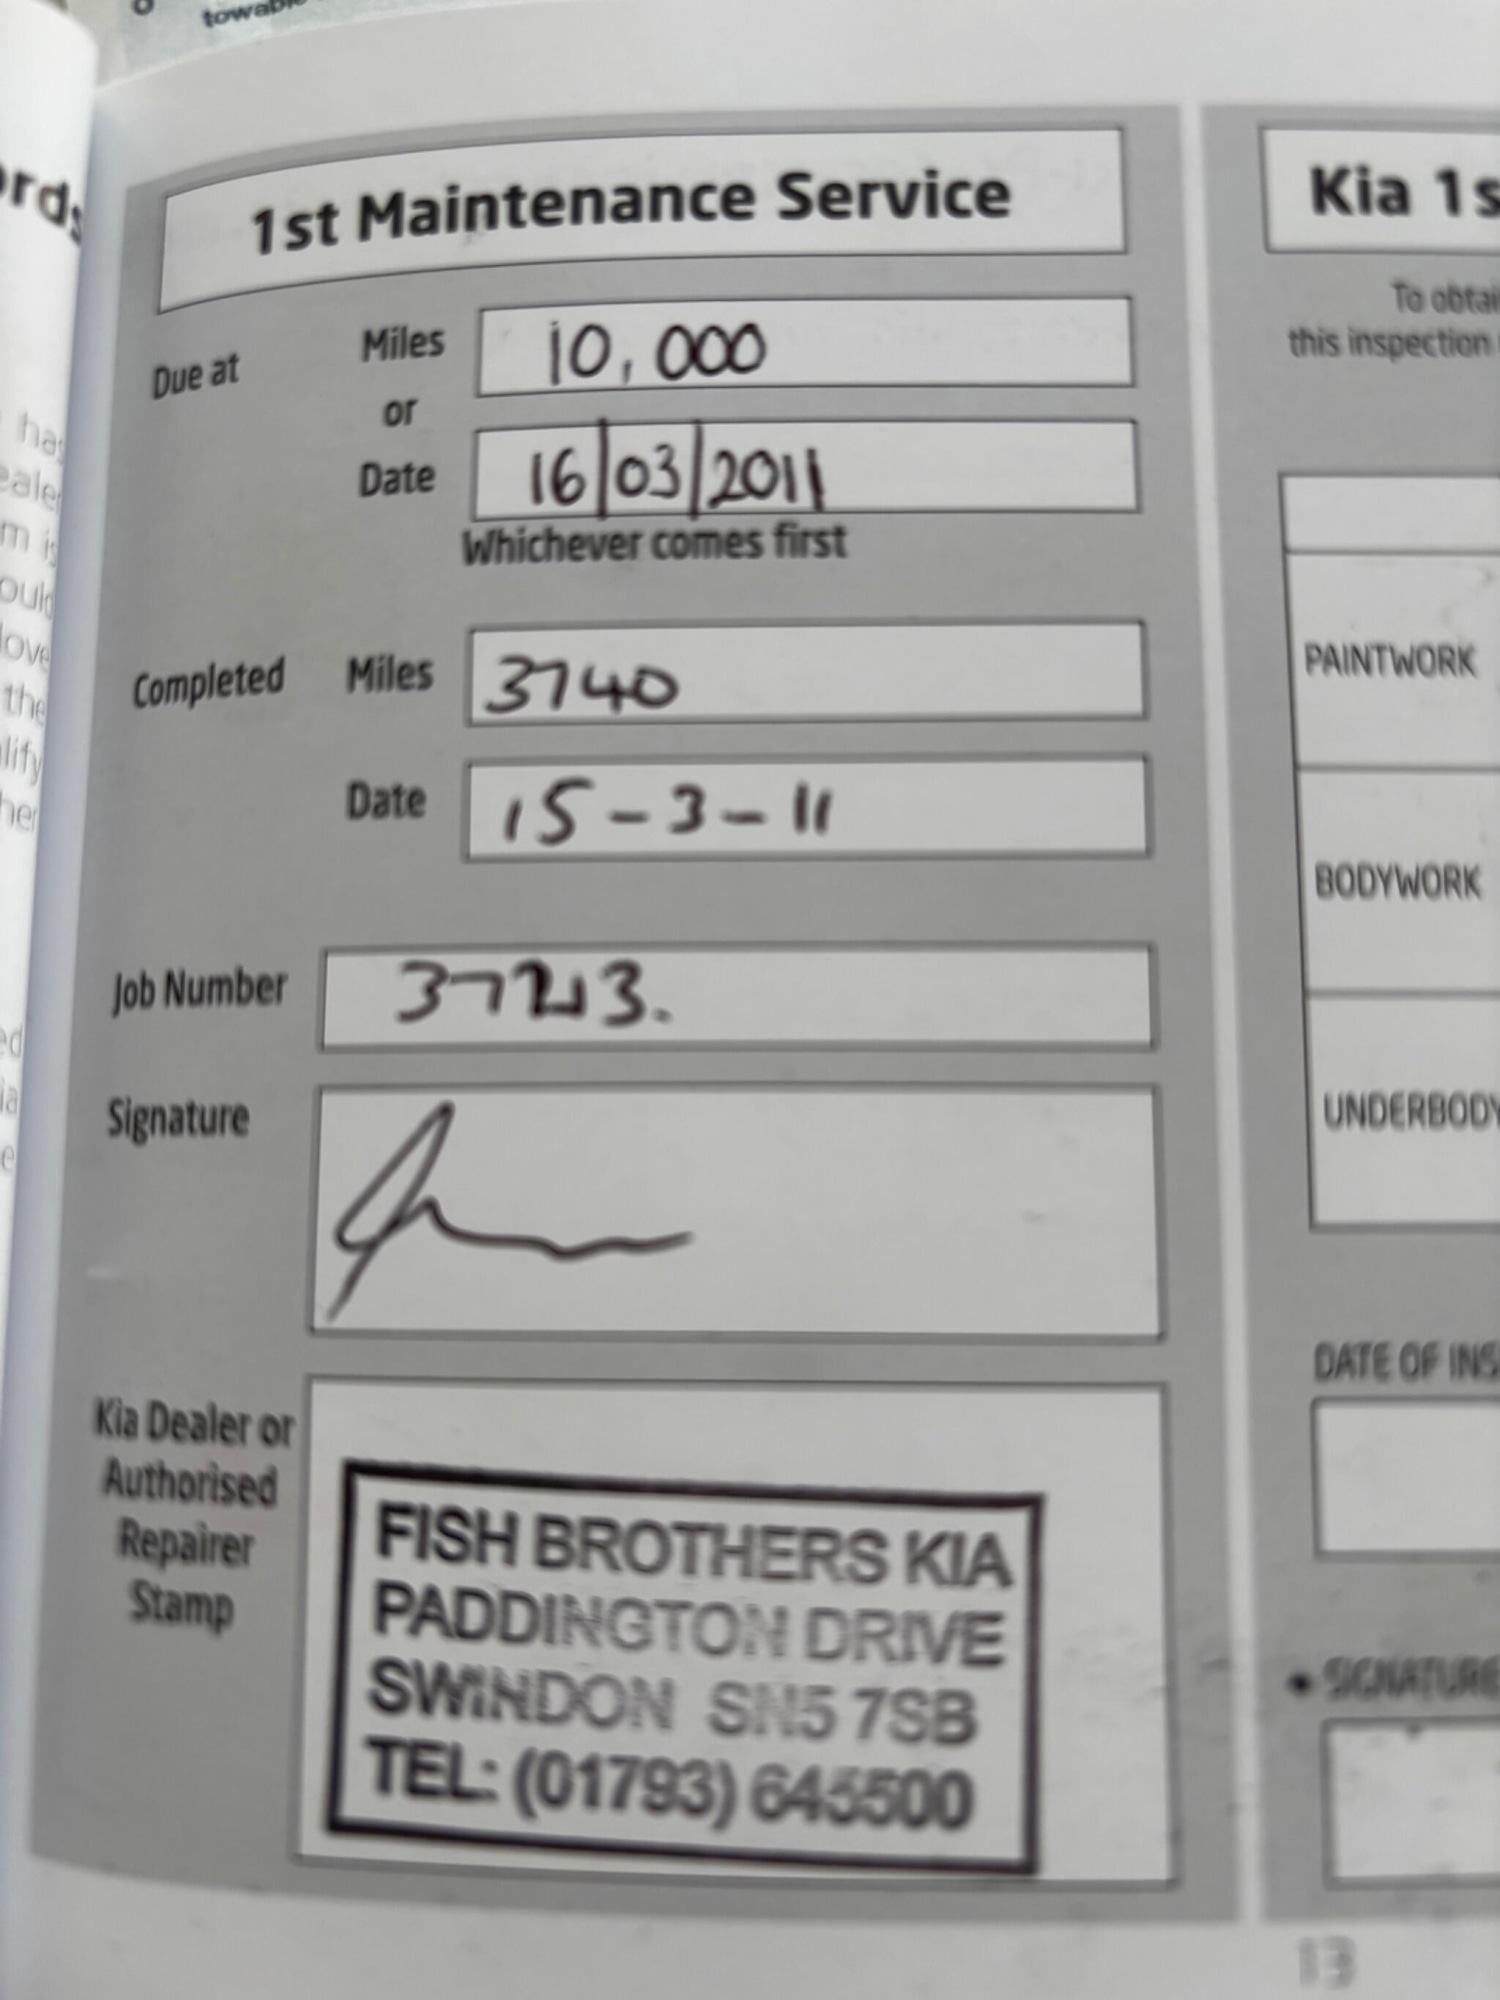 towable
1st Maintenance Service
Due at
Miles
10,000
or
Date
16/03/2011
Whichever comes first
Completed
Miles
3740
Date
15-3-11
Job Number
Signature
Kia Dealer or
Authorised
Repairer
Stamp
FISH BROTHERS KIA
PADDINGTON DRIVE
SWINDON SN5 7SB
TEL: (01793) 645500
Kia 1s
To obtai
this inspection
PAINTWORK
BODYWORK
UNDERBODY
DATE OF INS
• SIGNATURE
13